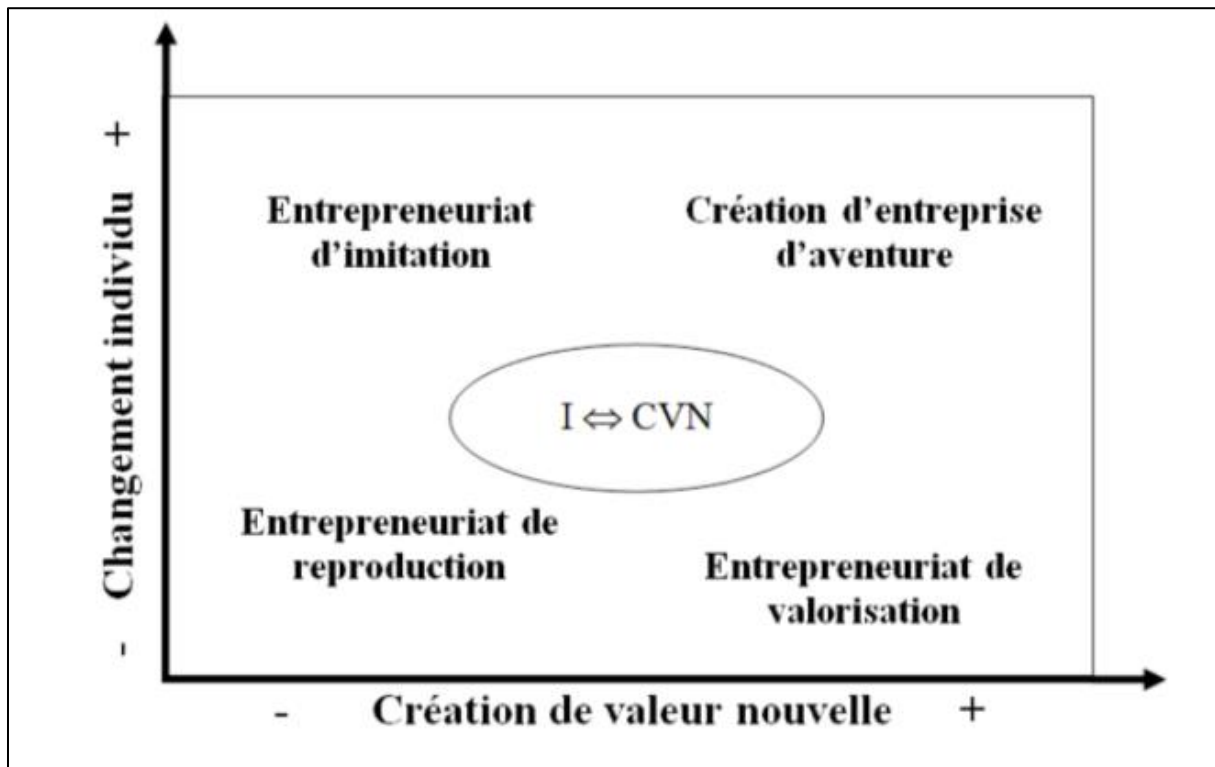 +
Changement individu
-
Entrepreneuriat
d'imitation
Création d'entreprise
d'aventure
I ⇔ CVN
Entrepreneuriat de
reproduction
Entrepreneuriat de
valorisation
- Création de valeur nouvelle +